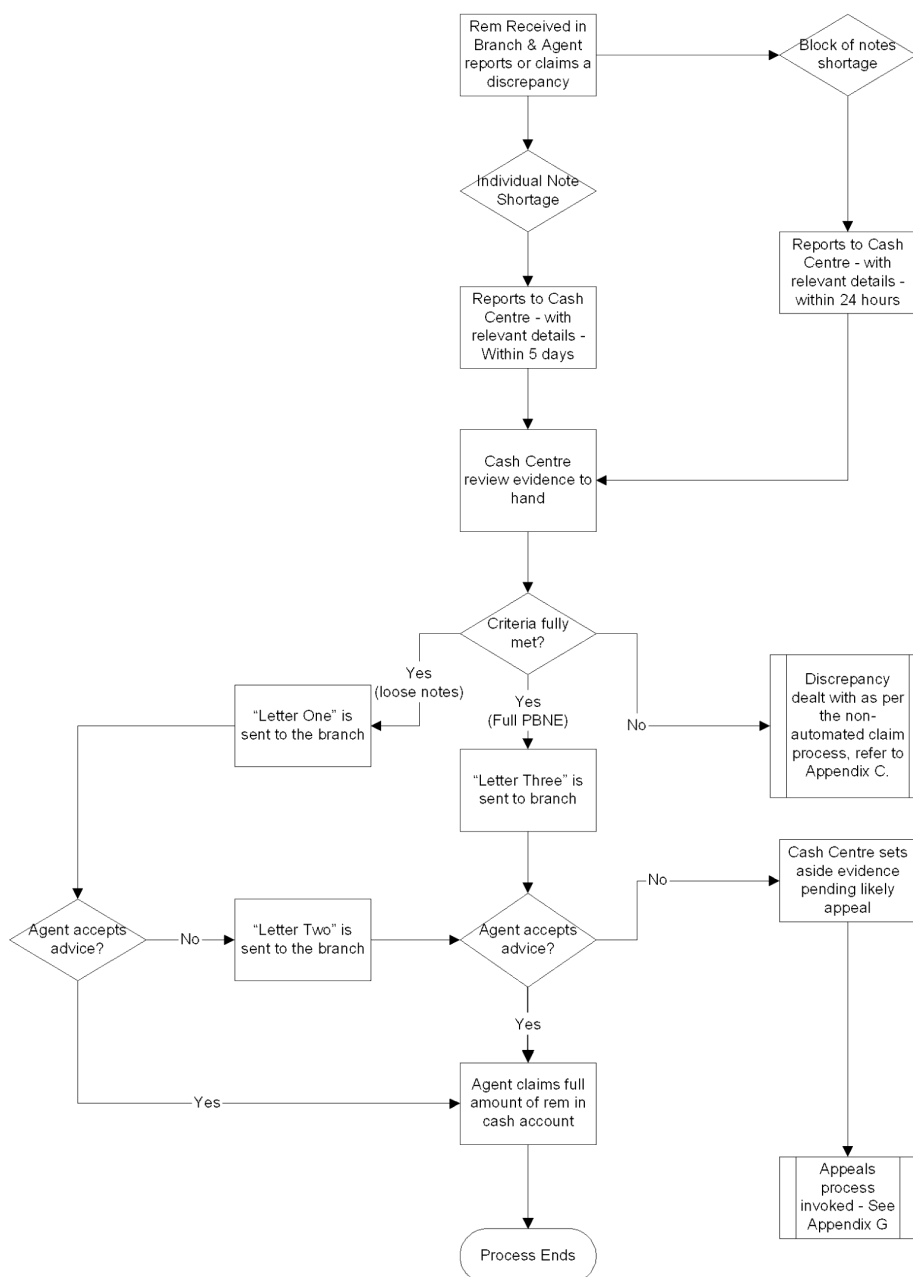 Rem Received in
Branch & Agent
reports or claims a
discrepancy
Block of notes
shortage
Individual Note
Shortage
Reports to Cash
Centre - with
relevant details -
within 24 hours
Reports to Cash
Centre - with
relevant details -
Within 5 days
Cash Centre
review evidence to
hand
Criteria fully
met?
Yes
(loose notes)
Yes
(Full PBNE)
No
Discrepancy
dealt with as per
the non-
automated claim
process, refer to
Appendix C.
“Letter One” is
sent to the branch
“Letter Three” is
sent to branch
Cash Centre sets
aside evidence
pending likely
appeal
No
Agent accepts
advice?
No
“Letter Two” is
sent to the branch
Agent accepts
advice?
Yes
Yes
Agent claims full
amount of rem in
cash account
Appeals
process
invoked - See
Appendix G
Process Ends